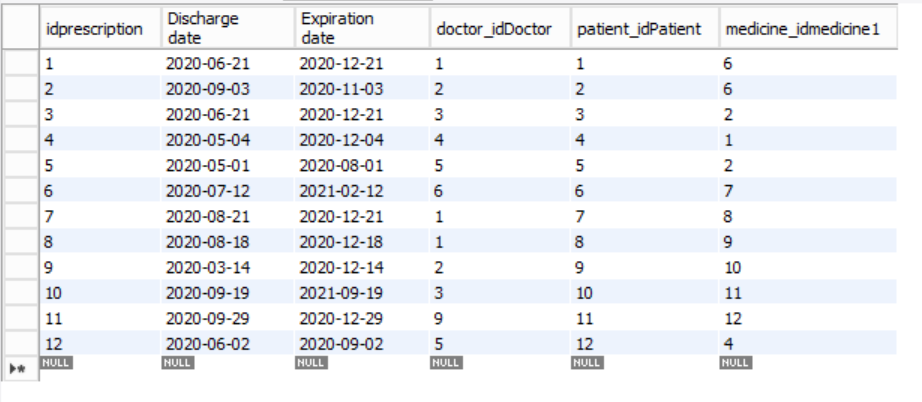 idprescription Discharge date Expiration date doctor_idDoctor patient_idPatient medicine_idmedicine1
1 2020-06-21 2020-12-21 1 1 6
2 2020-09-03 2020-11-03 2 2 6
3 2020-06-21 2020-12-21 3 3 2
4 2020-05-04 2020-12-04 4 4 1
5 2020-05-01 2020-08-01 5 5 2
6 2020-07-12 2021-02-12 6 6 7
7 2020-08-21 2020-12-21 1 7 8
8 2020-08-18 2020-12-18 1 8 9
9 2020-03-14 2020-12-14 2 9 10
10 2020-09-19 2021-09-19 3 10 11
11 2020-09-29 2020-12-29 9 11 12
12 2020-06-02 2020-09-02 5 12 4
NULL NULL NULL NULL NULL NULL